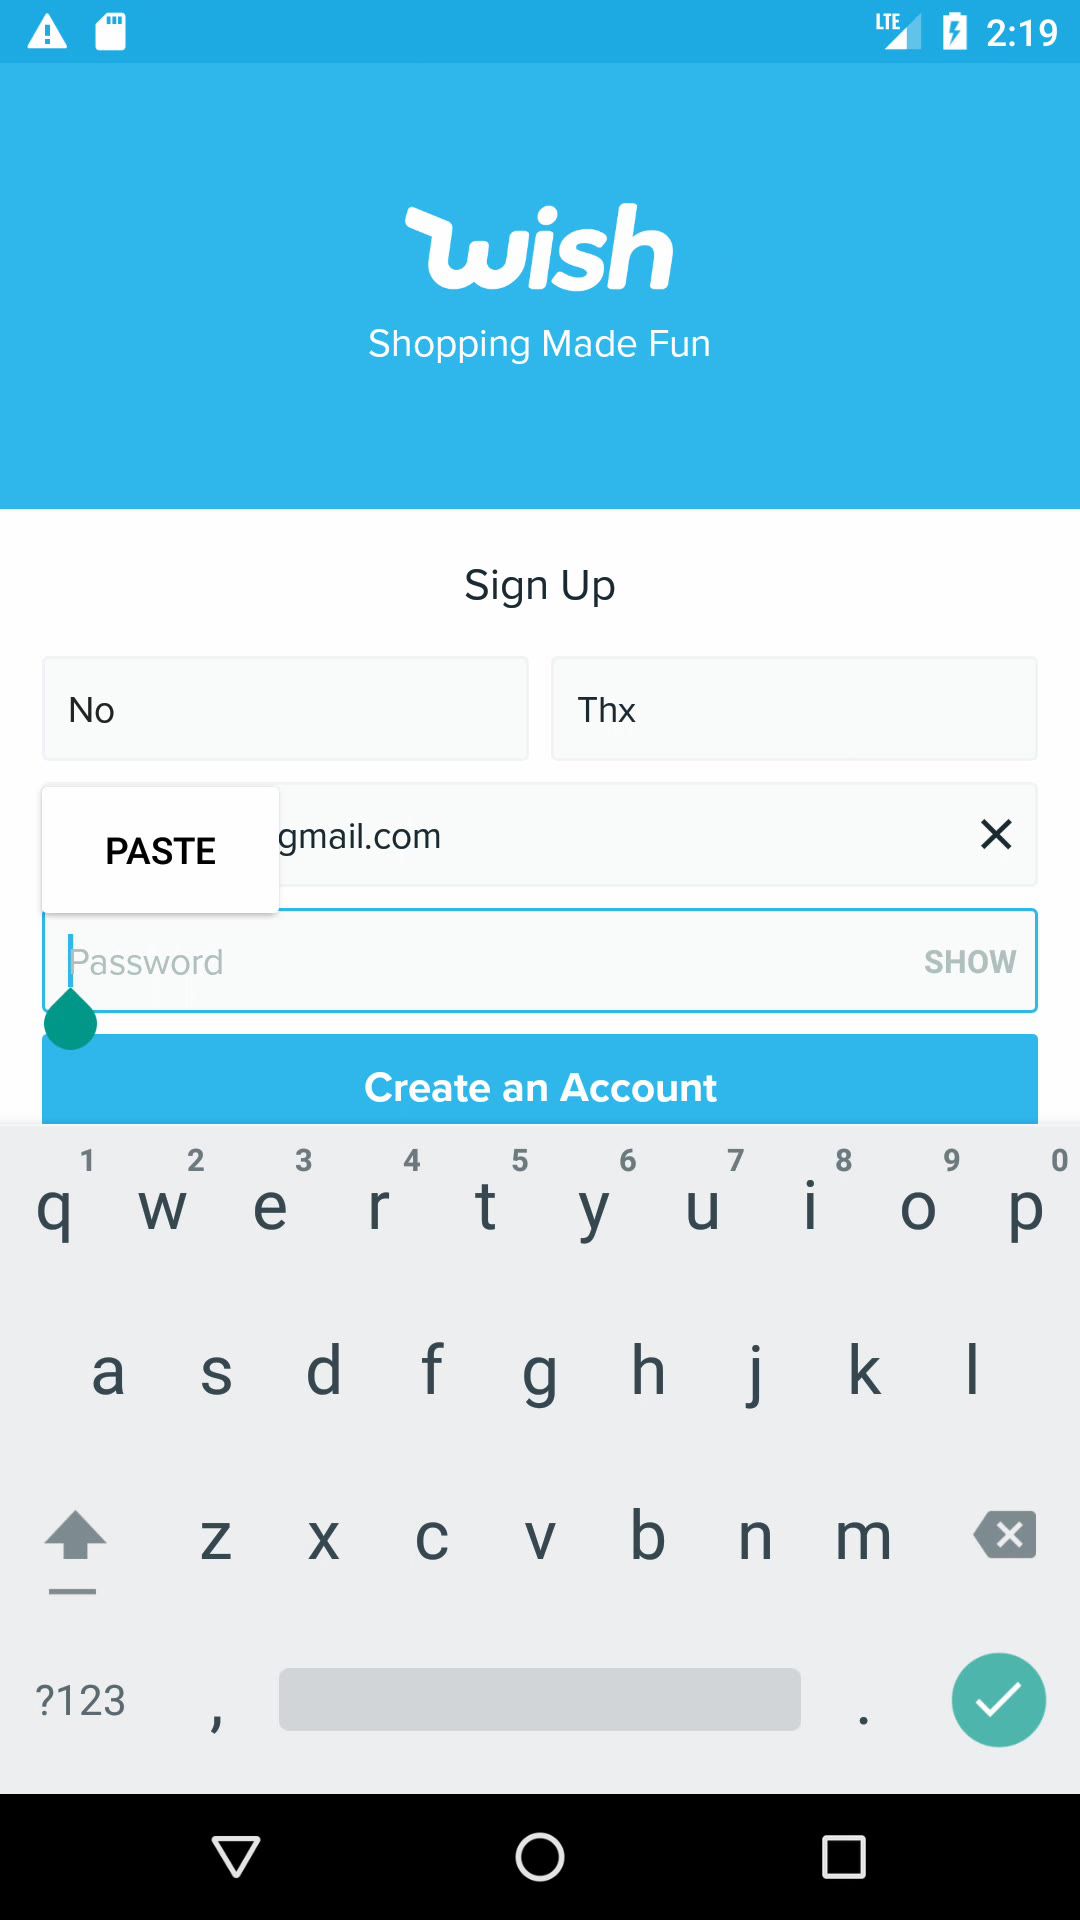 LTE 2:19
wish
Shopping Made Fun
Sign Up
No Thx
PASTE gmail.com
Password SHOW
Create an Account
1 2 3 4 5 6 7 8 9 0
q w e r t y u i o p
a s d f g h j k l
z x c v b n m
?123 , .